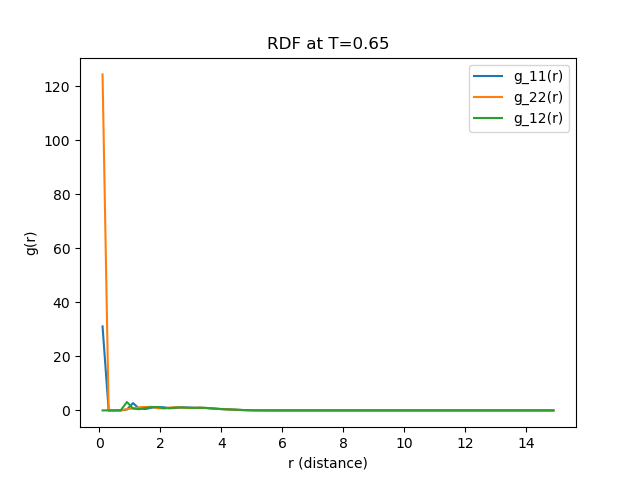 RDF at T=0.65
g_11(r)
g_22(r)
g_12(r)
120
100
80
60
40
20
0
g(r)
0 2 4 6 8 10 12 14
r (distance)